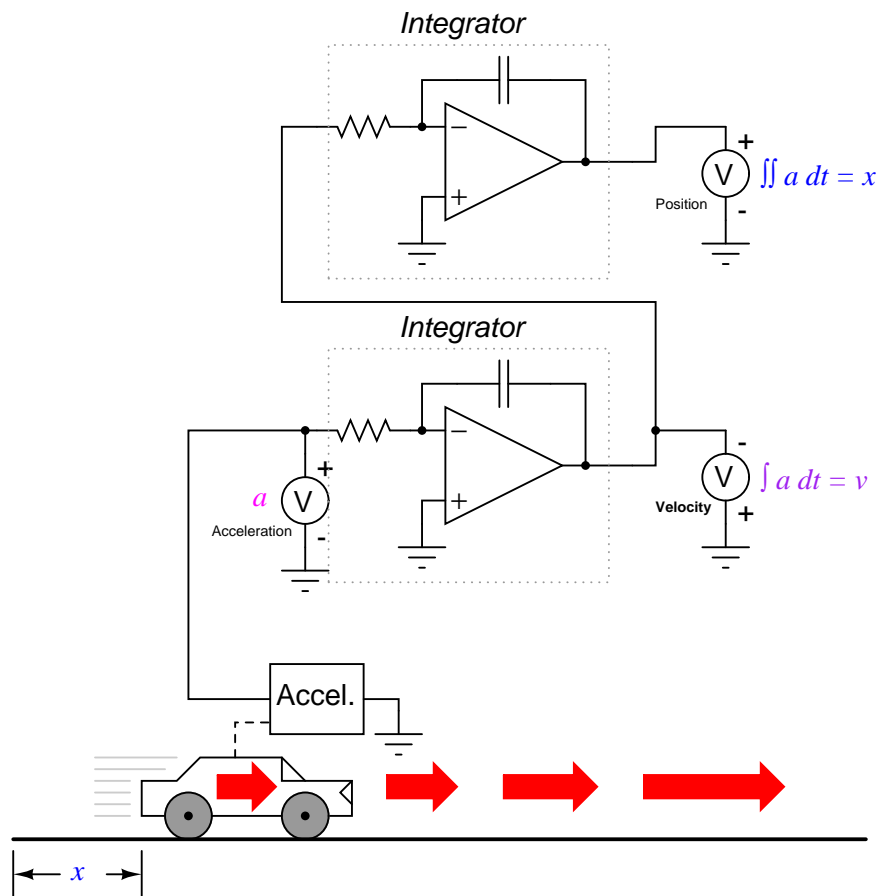 Integrator
−
+
+
V
-
Position
∬ a dt = x
Integrator
−
+
a
+
V
-
Acceleration
-
V
+
Velocity
∫ a dt = v
Accel.
x